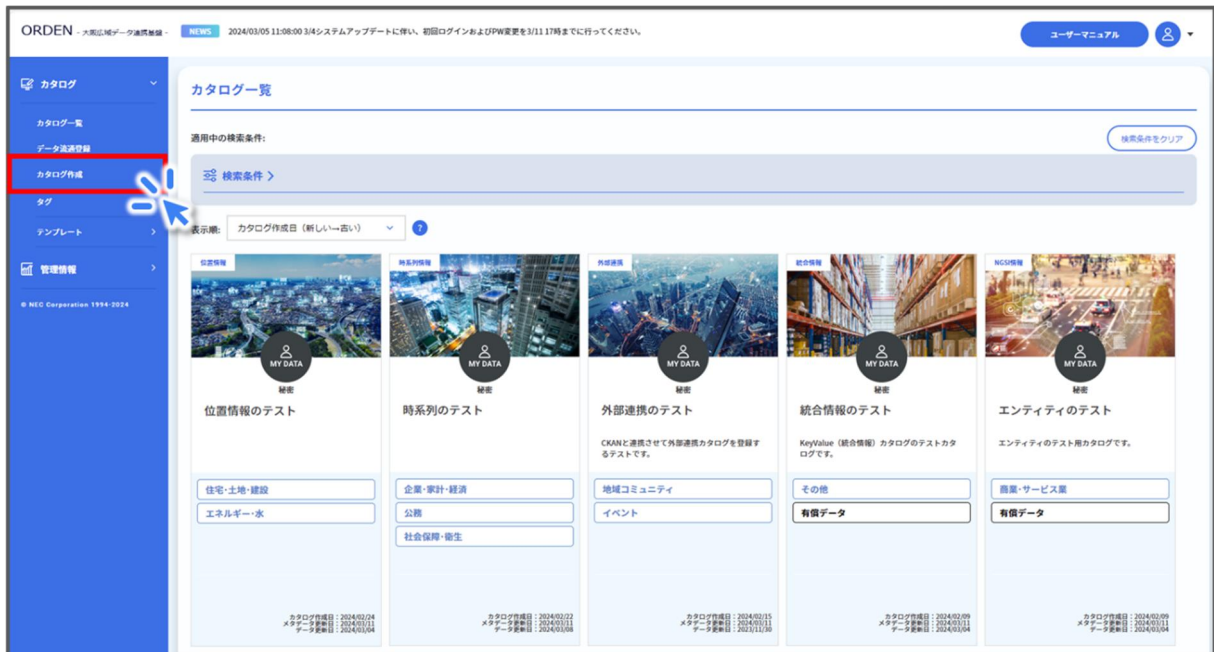 ORDEN - 大阪広域データ連携基盤 -
NEWS 2024/03/05 11:08:00 3/4システムアップデートに伴い、初回ログインおよびPW変更を3/11 17時までに行ってください。
ユーザーマニュアル
カタログ
カタログ一覧
データ流通登録
カタログ作成
タグ
テンプレート
管理情報
© NEC Corporation 1994-2024
カタログ一覧
適用中の検索条件:
検索条件をクリア
検索条件
表示順: カタログ作成日（新しい→古い） ?
位置情報
MY DATA
秘密
位置情報のテスト
住宅・土地・建設
エネルギー・水
カタログ作成日：2024/02/24
メタデータ更新日：2024/03/11
データ更新日：2024/03/04
時系列情報
MY DATA
秘密
時系列のテスト
企業・家計・経済
公務
社会保障・衛生
カタログ作成日：2024/02/22
メタデータ更新日：2024/03/11
データ更新日：2024/03/08
外部連携
MY DATA
秘密
外部連携のテスト
CKANと連携させて外部連携カタログを登録す
るテストです。
地域コミュニティ
イベント
カタログ作成日：2024/02/15
メタデータ更新日：2024/03/11
データ更新日：2023/11/30
統合情報
MY DATA
秘密
統合情報のテスト
KeyValue（統合情報）カタログのテストカタ
ログです。
その他
有償データ
カタログ作成日：2024/02/09
メタデータ更新日：2024/03/11
データ更新日：2024/03/04
NGSI情報
MY DATA
秘密
エンティティのテスト
エンティティのテスト用カタログです。
商業・サービス業
有償データ
カタログ作成日：2024/02/09
メタデータ更新日：2024/03/11
データ更新日：2024/03/04